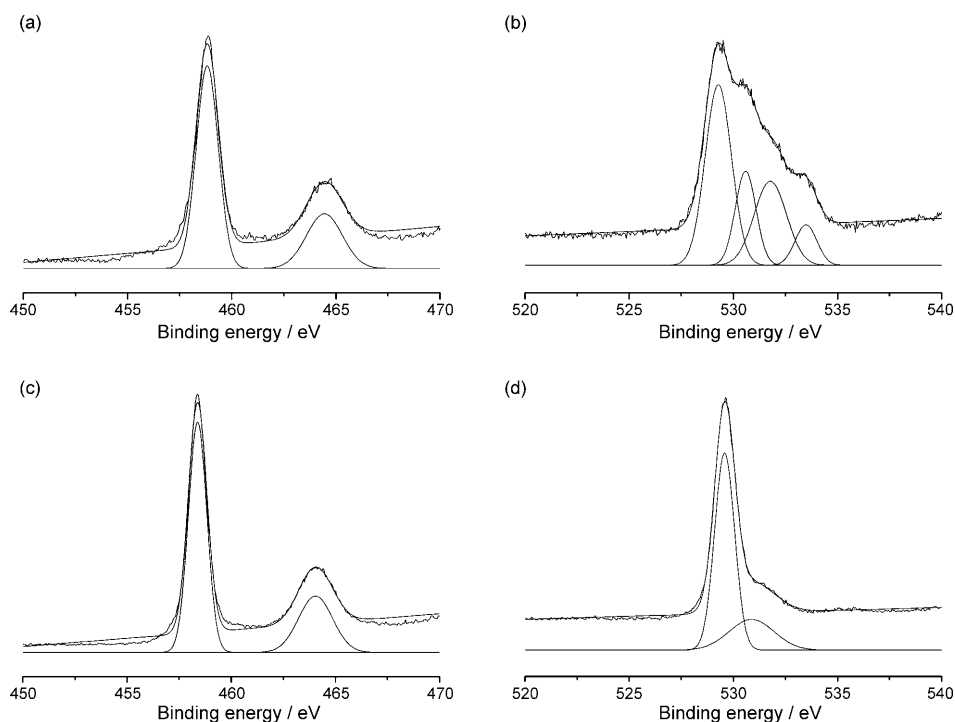 (a) (b)
450 455 460 465 470 520 525 530 535 540
Binding energy / eV Binding energy / eV
(c) (d)
450 455 460 465 470 520 525 530 535 540
Binding energy / eV Binding energy / eV